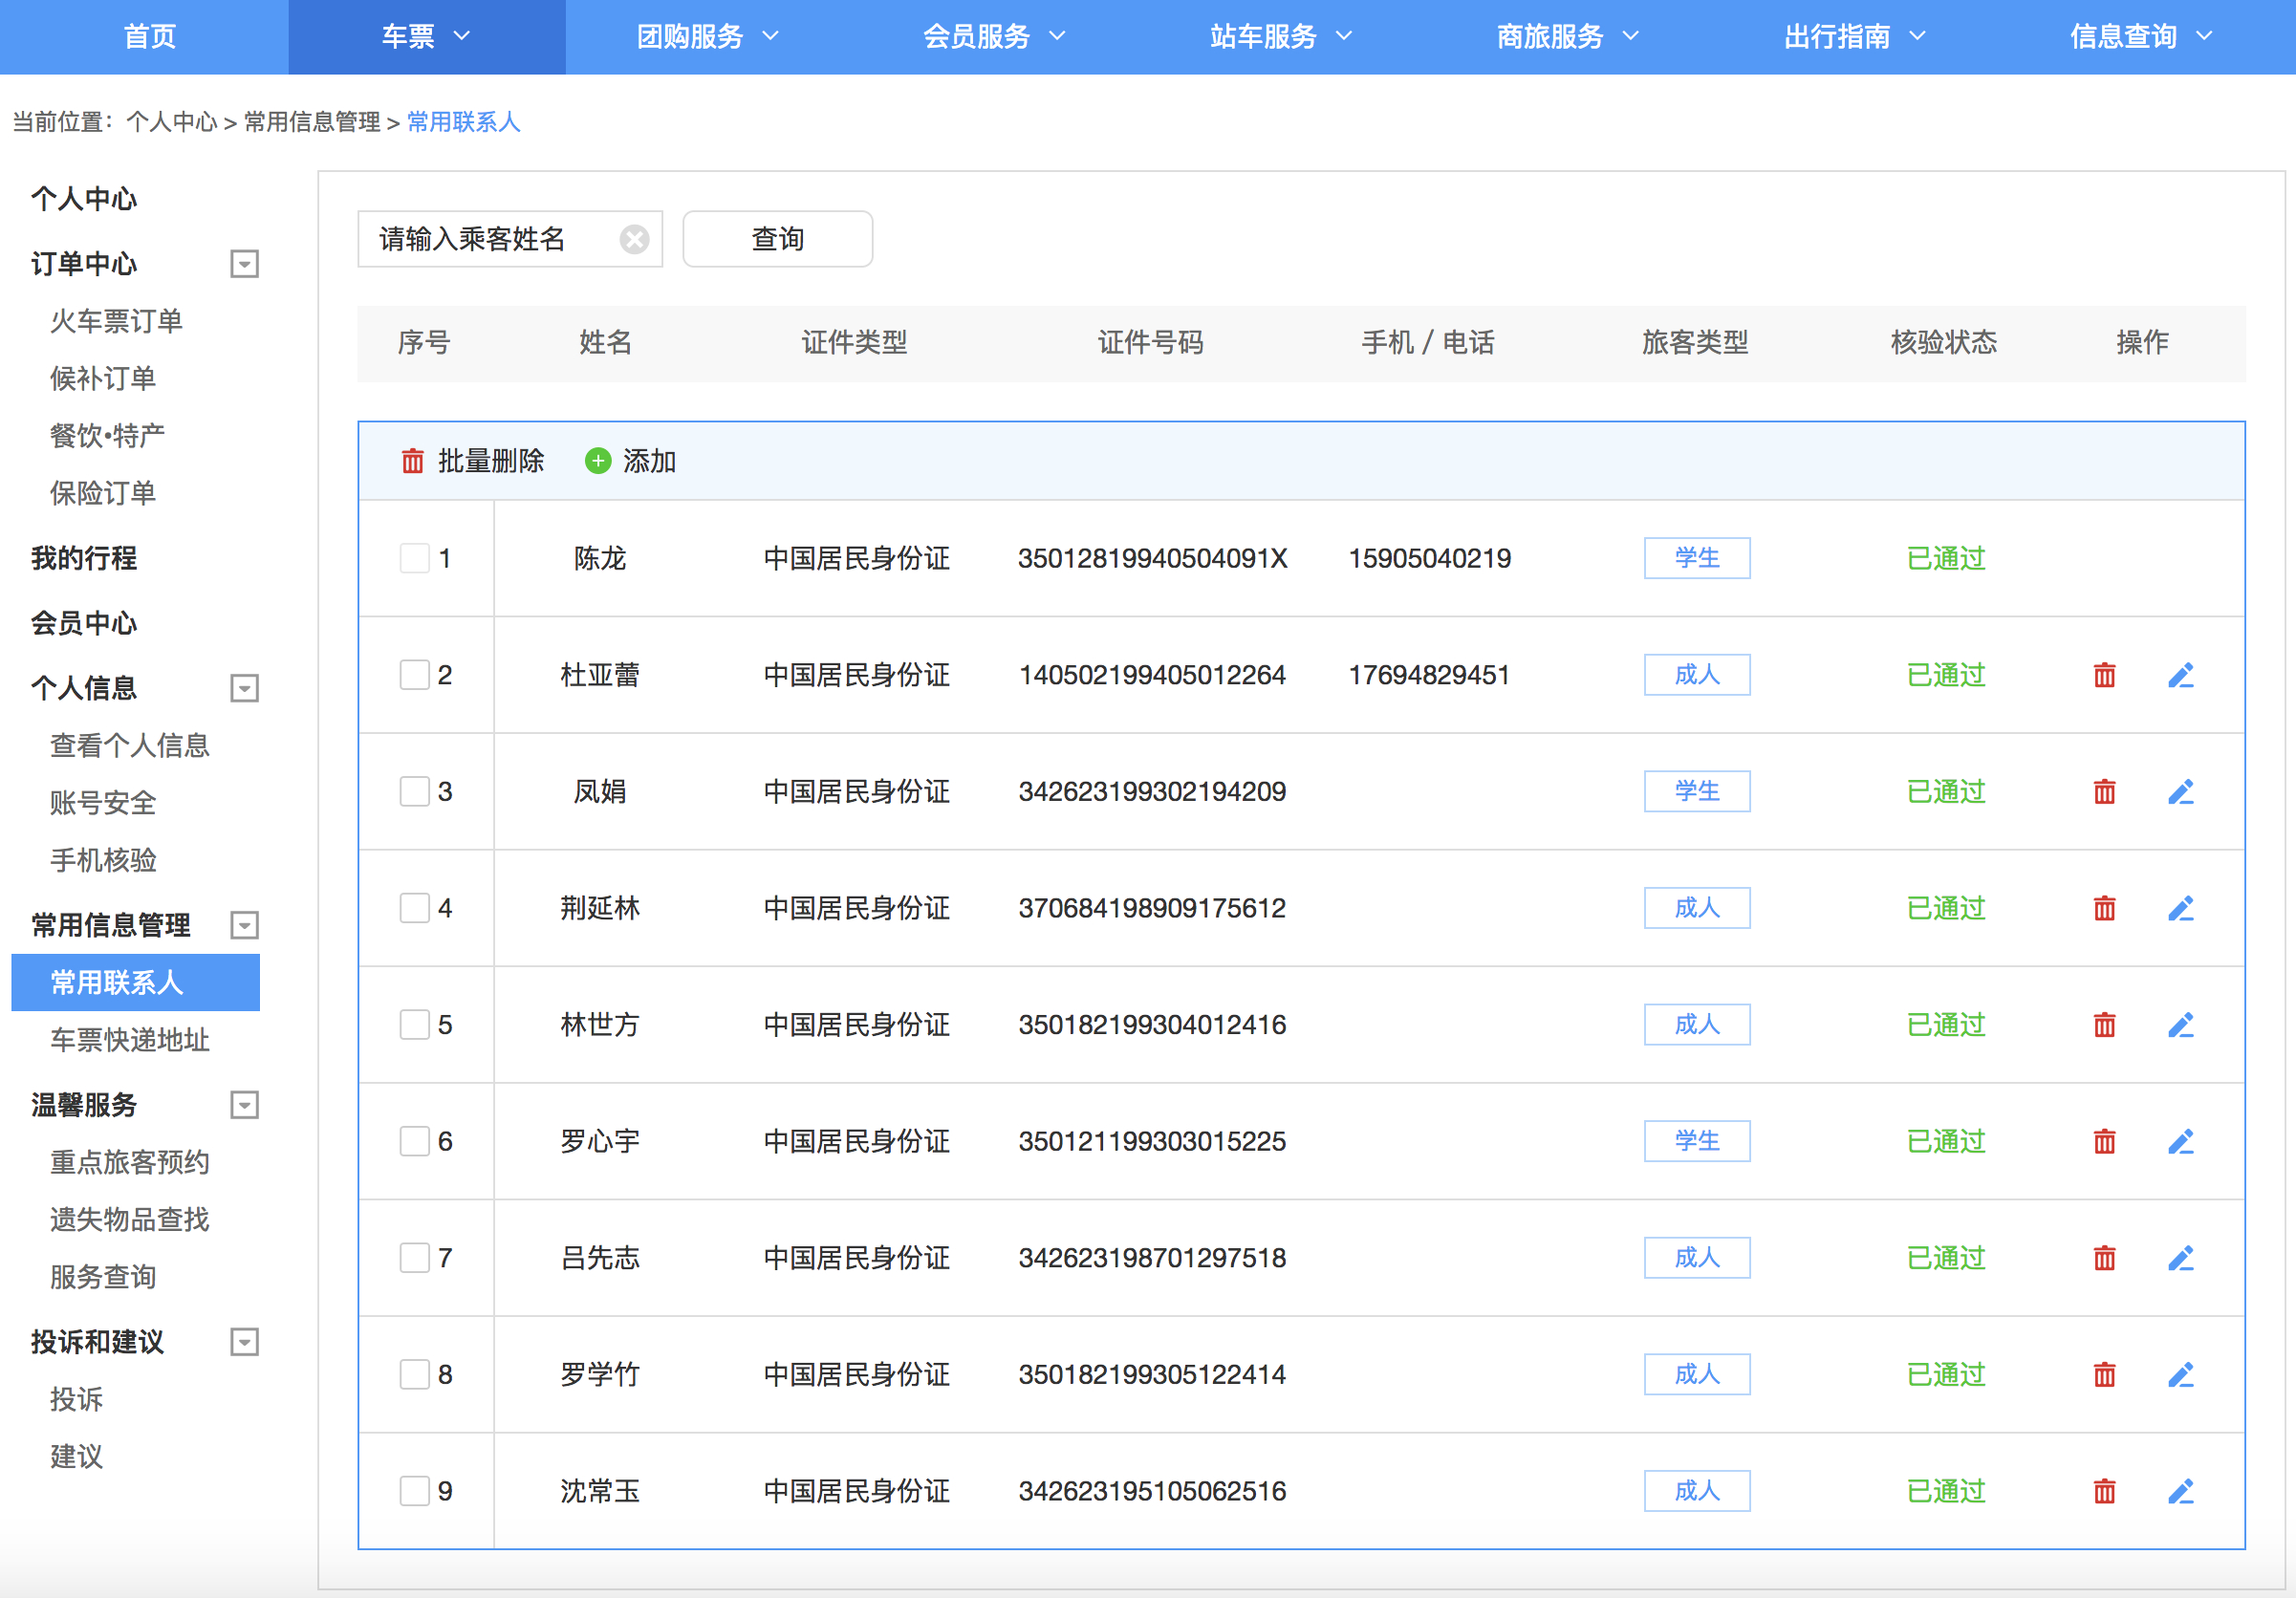 首页 车票 团购服务 会员服务 站车服务 商旅服务 出行指南 信息查询
当前位置：个人中心 > 常用信息管理 > 常用联系人
个人中心
订单中心
火车票订单
候补订单
餐饮•特产
保险订单
我的行程
会员中心
个人信息
查看个人信息
账号安全
手机核验
常用信息管理
常用联系人
车票快递地址
温馨服务
重点旅客预约
遗失物品查找
服务查询
投诉和建议
投诉
建议
请输入乘客姓名 查询
序号 姓名 证件类型 证件号码 手机 / 电话 旅客类型 核验状态 操作
批量删除 添加
1 陈龙 中国居民身份证 35012819940504091X 15905040219 学生 已通过
2 杜亚蕾 中国居民身份证 140502199405012264 17694829451 成人 已通过
3 凤娟 中国居民身份证 342623199302194209 学生 已通过
4 荆延林 中国居民身份证 370684198909175612 成人 已通过
5 林世方 中国居民身份证 350182199304012416 成人 已通过
6 罗心宇 中国居民身份证 350121199303015225 学生 已通过
7 吕先志 中国居民身份证 342623198701297518 成人 已通过
8 罗学竹 中国居民身份证 350182199305122414 成人 已通过
9 沈常玉 中国居民身份证 342623195105062516 成人 已通过